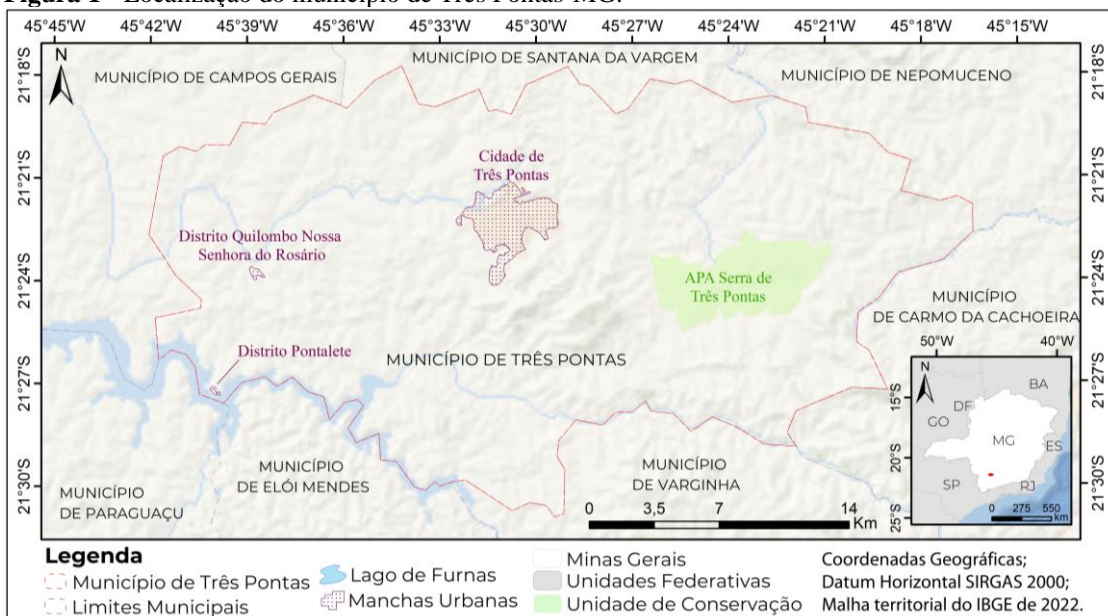 Figura 1 - Localização do município de Três Pontas-MG.
45°45'W 45°42'W 45°39'W 45°36'W 45°33'W 45°30'W 45°27'W 45°24'W 45°21'W 45°18'W 45°15'W
21°18'S
21°21'S
21°24'S
21°27'S
21°30'S
N
MUNICÍPIO DE CAMPOS GERAIS
MUNICÍPIO DE SANTANA DA VARGEM
MUNICÍPIO DE NEPOMUCENO
21°18'S
21°21'S
21°24'S
21°27'S
21°30'S
Cidade de
Três Pontas
Distrito Quilombo Nossa
Senhora do Rosário
APA Serra de
Três Pontas
MUNICÍPIO
DE CARMO DA CACHOEIRA
Distrito Pontalete
MUNICÍPIO DE TRÊS PONTAS
MUNICÍPIO
DE ELÓI MENDES
MUNICÍPIO
DE VARGINHA
MUNICÍPIO
DE PARAGUAÇU
0 3,5 7 14
Km
50°W 40°W
N
15°S
20°S
25°S
BA
DF
GO
MG
ES
SP
RJ
0 275 550
km
Legenda
Município de Três Pontas
Limites Municipais
Lago de Furnas
Manchas Urbanas
Minas Gerais
Unidades Federativas
Unidade de Conservação
Coordenadas Geográficas;
Datum Horizontal SIRGAS 2000;
Malha territorial do IBGE de 2022.